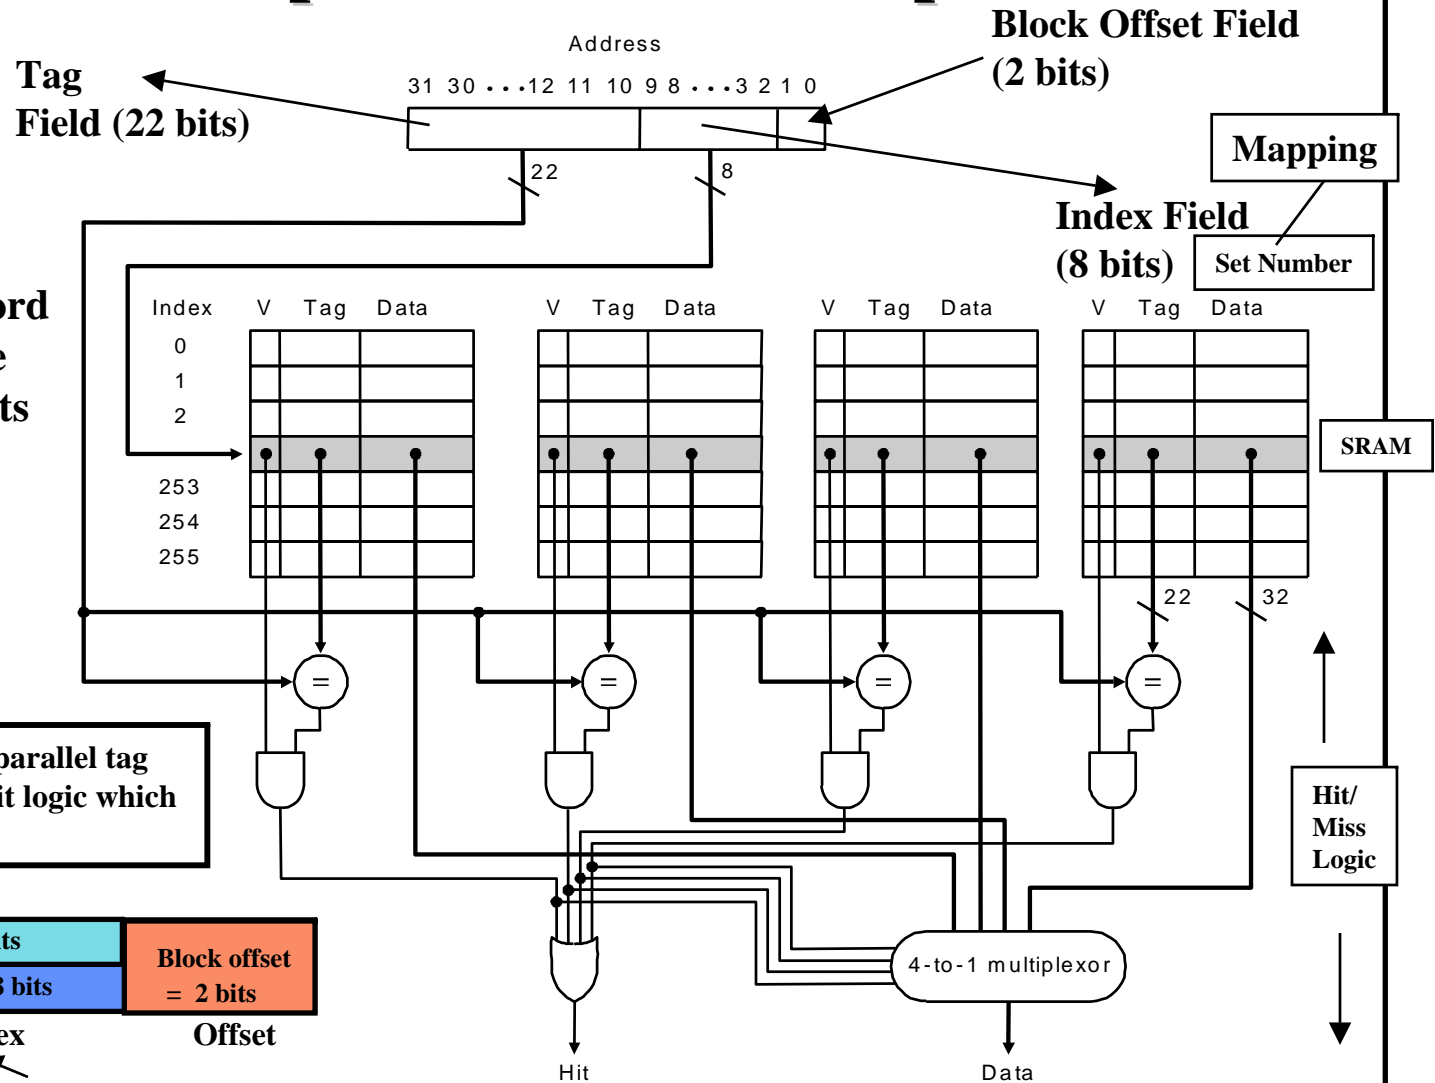 Address
Block Offset Field
(2 bits)
Tag
Field (22 bits)
31 30 • • •12 11 10 9 8 • • •3 2 1 0
Mapping
22
8
Index Field
(8 bits)
Set Number
Index V Tag Data V Tag Data V Tag Data V Tag Data
0
1
2
253
254
255
SRAM
22
32
= = = =
parallel tag
logic which
Hit/
Miss
Logic
bits
Block offset
= 2 bits
Offset
4-to-1 multiplexor
Hit
Data